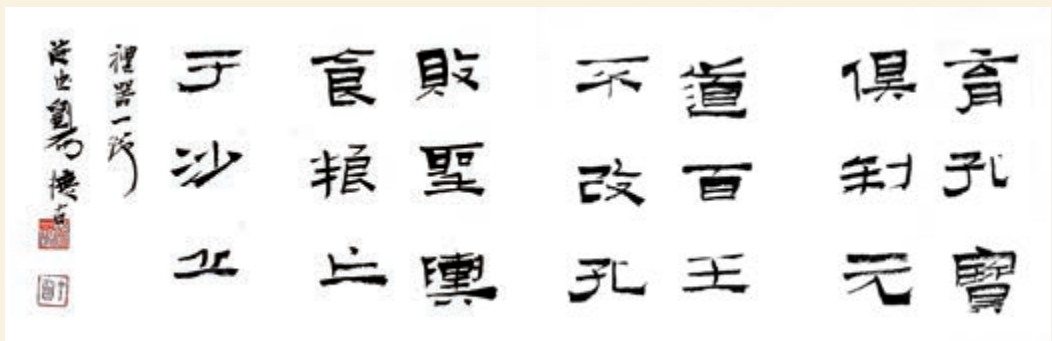 育孔寶
俱制元
道百王
不改孔
敗聖輿
食粮亡
于沙丘
禮器一段